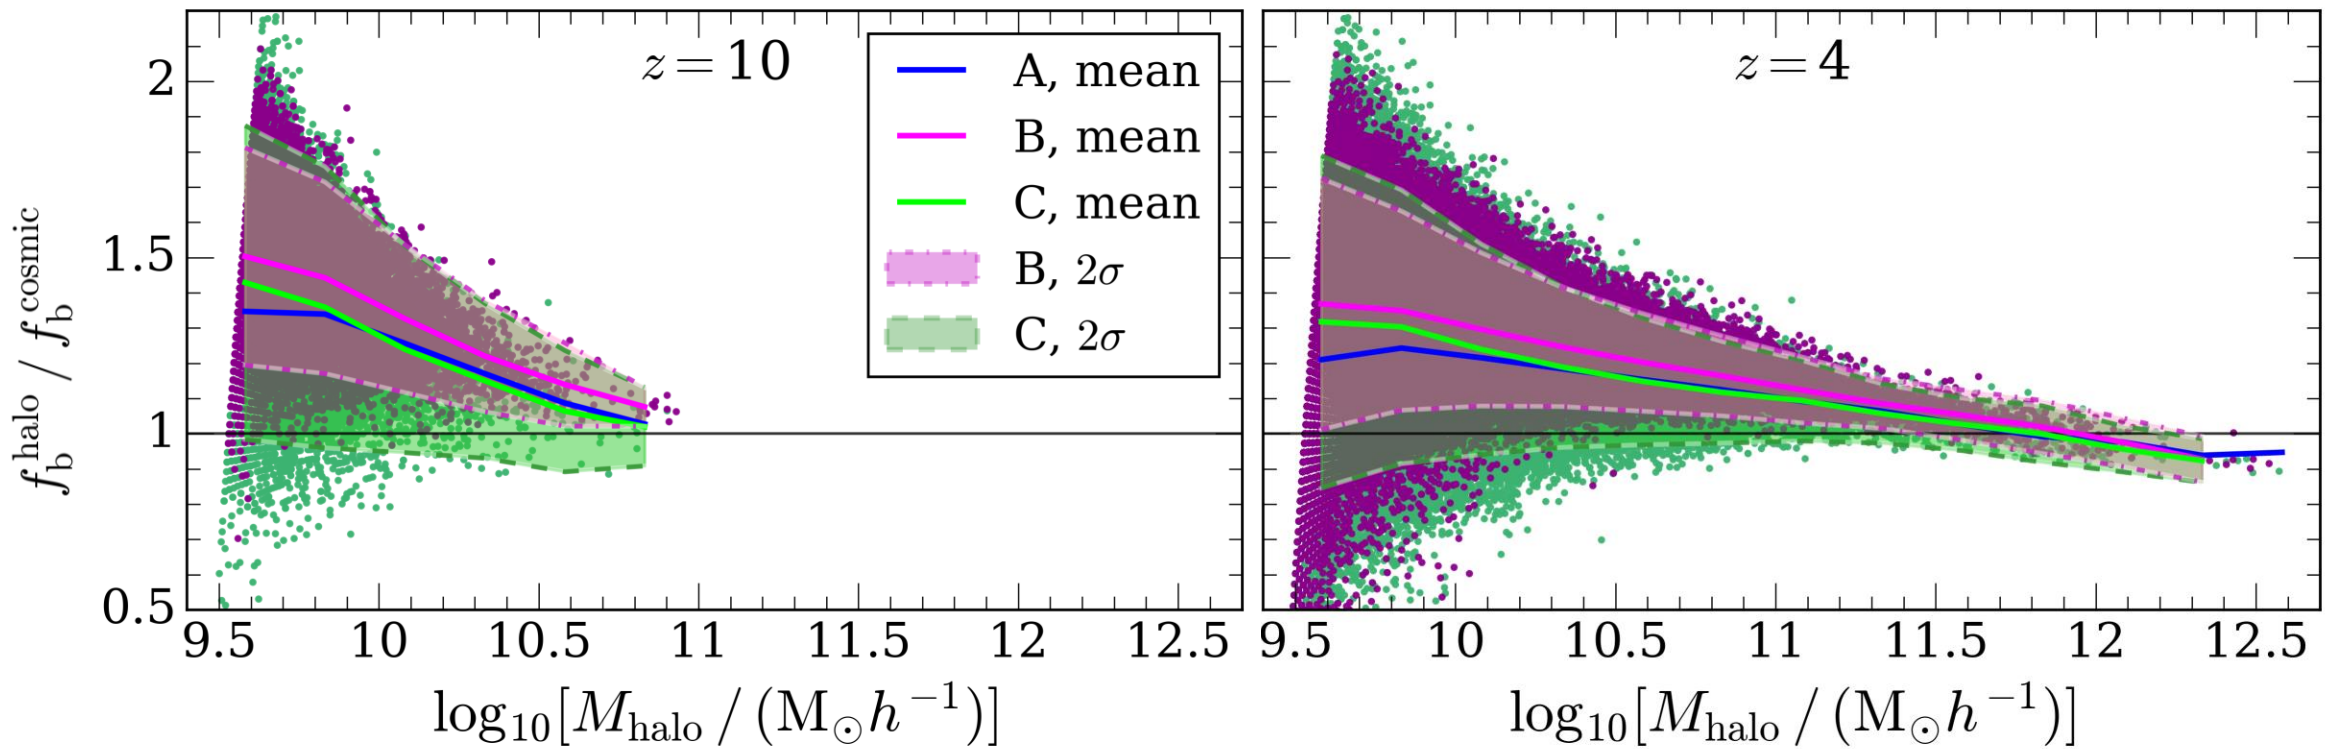 z = 10
A, mean
B, mean
C, mean
B, 2σ
C, 2σ
z = 4
2
1.5
1
0.5
f_b^halo / f_b^cosmic
9.5 10 10.5 11 11.5 12 12.5
9.5 10 10.5 11 11.5 12 12.5
log₁₀[M_halo / (M_⊙ h⁻¹)]
log₁₀[M_halo / (M_⊙ h⁻¹)]